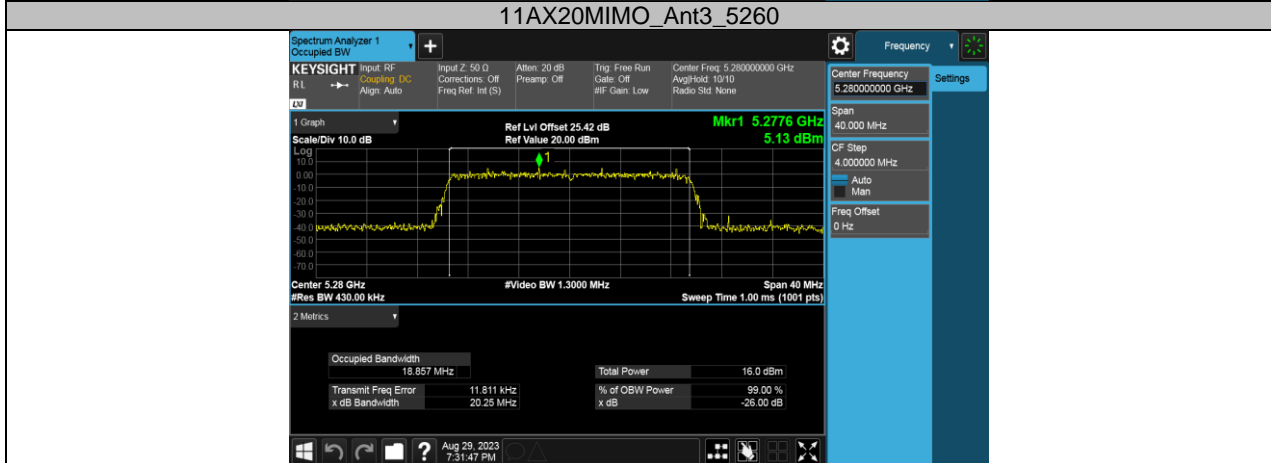 11AX20MIMO_Ant3_5260
Spectrum Analyzer 1
Occupied BW
Frequency
KEYSIGHT
RL
LXI
Input: RF
Coupling: DC
Align: Auto
Input Z: 50 Ω
Corrections: Off
Freq Ref: Int (S)
Atten: 20 dB
Preamp: Off
Trig: Free Run
Gate: Off
#IF Gain: Low
Center Freq: 5.280000000 GHz
Avg|Hold: 10/10
Radio Std: None
Center Frequency
5.280000000 GHz
Settings
Span
40.000 MHz
CF Step
4.000000 MHz
Auto
Man
Freq Offset
0 Hz
1 Graph
Scale/Div 10.0 dB
Ref Lvl Offset 25.42 dB
Ref Value 20.00 dBm
Mkr1 5.2776 GHz
5.13 dBm
Log
10.0
0.00
-10.0
-20.0
-30.0
-40.0
-50.0
-60.0
-70.0
1
Center 5.28 GHz
#Video BW 1.3000 MHz
Span 40 MHz
#Res BW 430.00 kHz
Sweep Time 1.00 ms (1001 pts)
2 Metrics
Occupied Bandwidth
18.857 MHz
Total Power 16.0 dBm
Transmit Freq Error 11.811 kHz
% of OBW Power 99.00 %
x dB Bandwidth 20.25 MHz
x dB -26.00 dB
Aug 29, 2023
7:31:47 PM